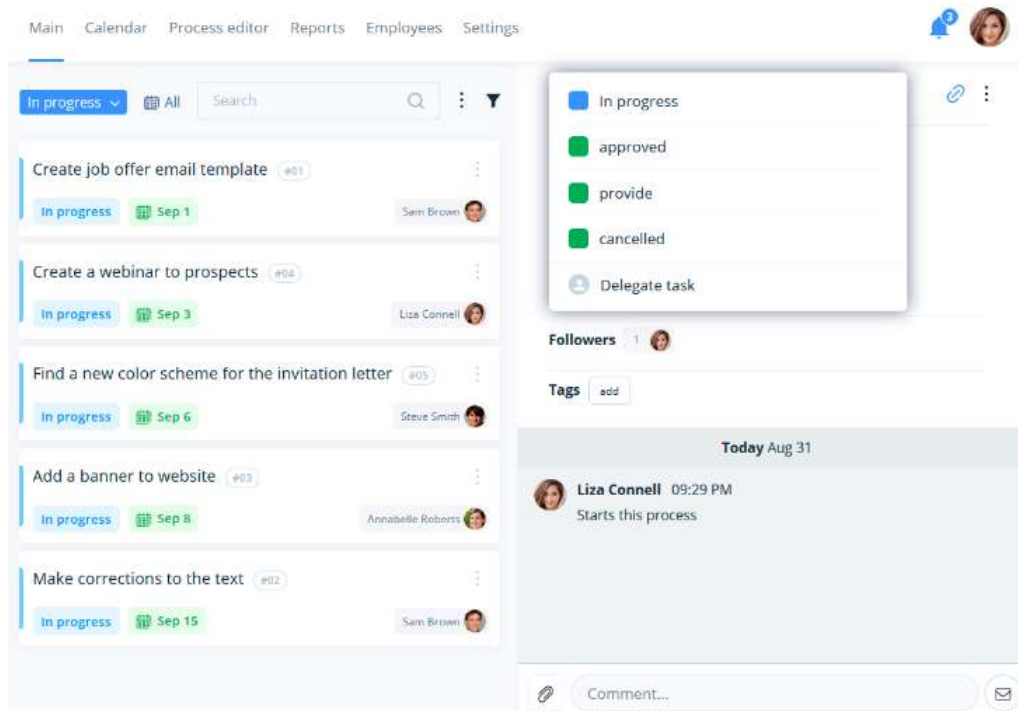 Main Calendar Process editor Reports Employees Settings
3
In progress All Search
Create job offer email template #01
In progress Sep 1 Sam Brown
Create a webinar to prospects #04
In progress Sep 3 Liza Connell
Find a new color scheme for the invitation letter #05
In progress Sep 6 Steve Smith
Add a banner to website #03
In progress Sep 8 Annabelle Roberts
Make corrections to the text #02
In progress Sep 15 Sam Brown
In progress
approved
provide
cancelled
Delegate task
Followers 1
Tags add
Today Aug 31
Liza Connell 09:29 PM
Starts this process
Comment...